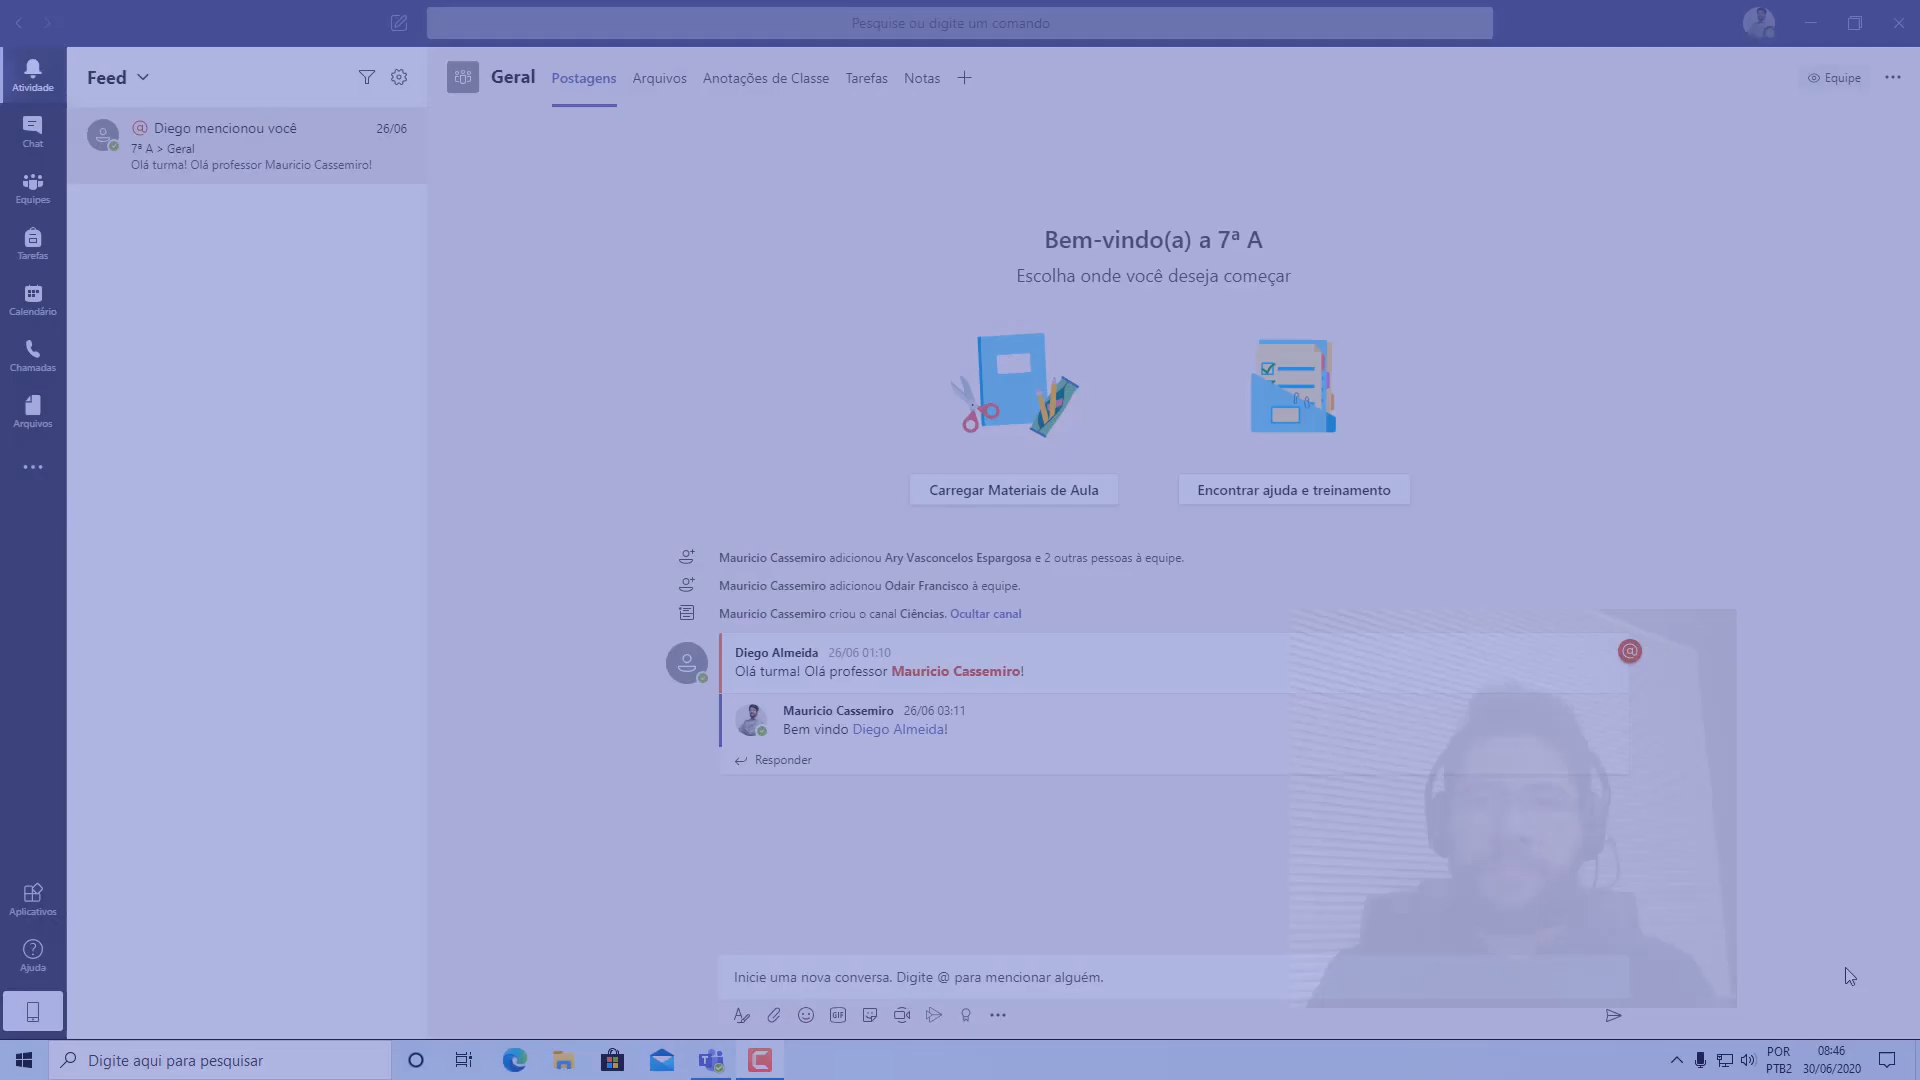 Pesquise ou digite um comando
Atividade
Chat
Equipes
Tarefas
Calendário
Chamadas
Arquivos
Aplicativos
Ajuda
Feed
Diego mencionou você
26/06
7ª A > Geral
Olá turma! Olá professor Mauricio Cassemiro!
Geral
Postagens
Arquivos
Anotações de Classe
Tarefas
Notas
Equipe
Bem-vindo(a) a 7ª A
Escolha onde você deseja começar
Carregar Materiais de Aula
Encontrar ajuda e treinamento
Mauricio Cassemiro adicionou Ary Vasconcelos Espargosa e 2 outras pessoas à equipe.
Mauricio Cassemiro adicionou Odair Francisco à equipe.
Mauricio Cassemiro criou o canal Ciências. Ocultar canal
Diego Almeida 26/06 01:10
Olá turma! Olá professor Mauricio Cassemiro!
Mauricio Cassemiro 26/06 03:11
Bem vindo Diego Almeida!
Responder
Inicie uma nova conversa. Digite @ para mencionar alguém.
GIF
Digite aqui para pesquisar
POR
PTB2
08:46
30/06/2020